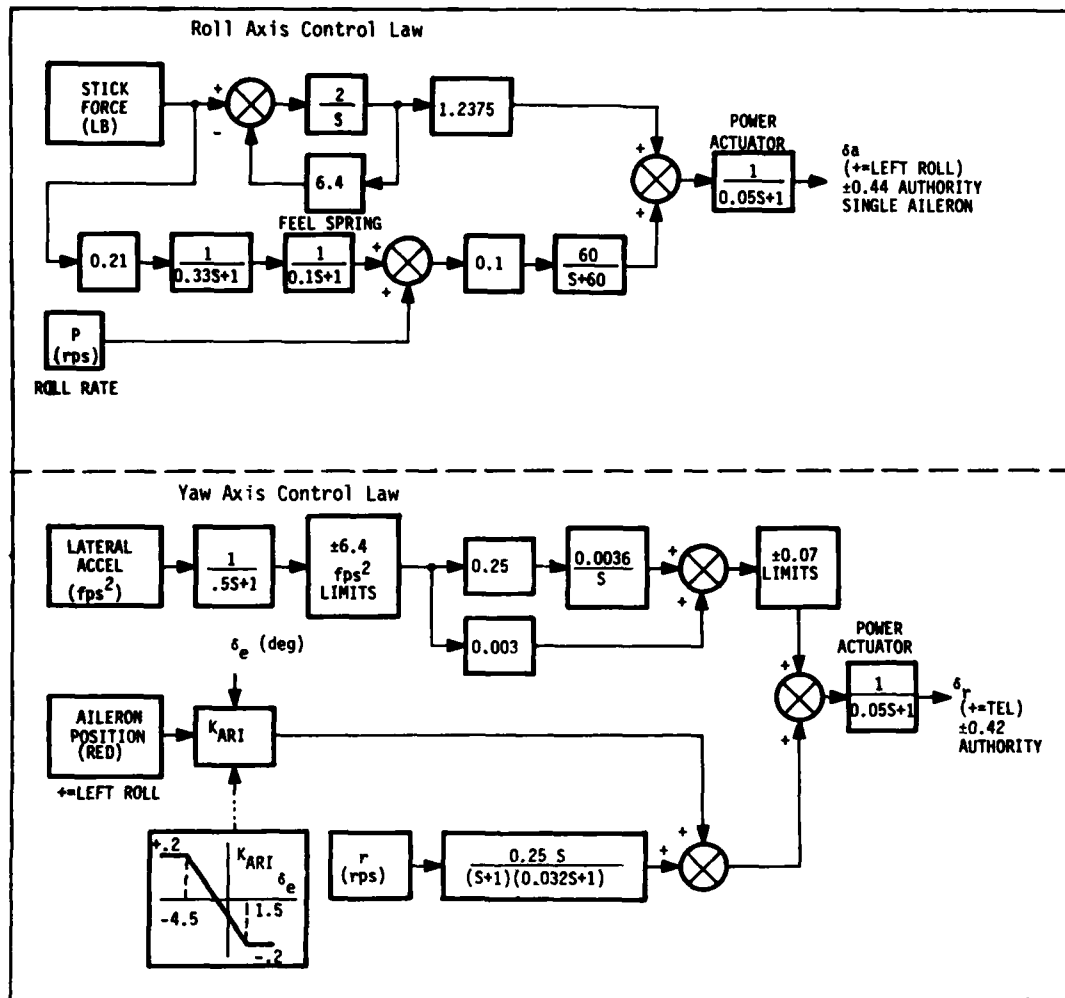 Roll Axis Control Law
STICK
FORCE
(LB)
+
-
2
S
1.2375
6.4
FEEL SPRING
+
+
POWER
ACTUATOR
1
0.05S+1
δa
(+=LEFT ROLL)
±0.44 AUTHORITY
SINGLE AILERON
0.21
1
0.33S+1
1
0.1S+1
+
+
0.1
60
S+60
P
(rps)
ROLL RATE
Yaw Axis Control Law
LATERAL
ACCEL
(fps²)
1
.5S+1
±6.4
fps²
LIMITS
0.25
0.0036
S
+
+
±0.07
LIMITS
0.003
δe (deg)
AILERON
POSITION
(RED)
+=LEFT ROLL
KARI
+
+
POWER
ACTUATOR
1
0.05S+1
δr
(+=TEL)
±0.42
AUTHORITY
+.2
KARI
δe
-4.5
1.5
-.2
r
(rps)
0.25 S
(S+1)(0.032S+1)
+
+